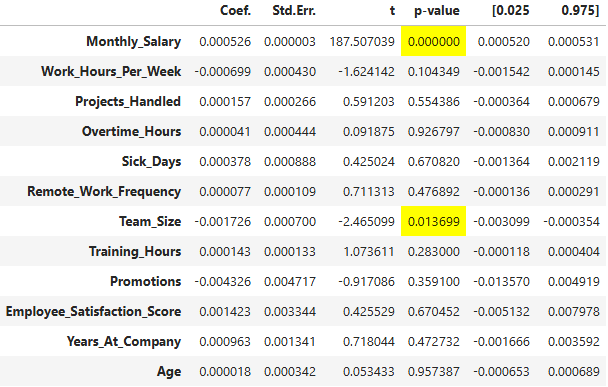 Coef. Std.Err. t p-value [0.025 0.975]
Monthly_Salary 0.000526 0.000003 187.507039 0.000000 0.000520 0.000531
Work_Hours_Per_Week -0.000699 0.000430 -1.624142 0.104349 -0.001542 0.000145
Projects_Handled 0.000157 0.000266 0.591203 0.554386 -0.000364 0.000679
Overtime_Hours 0.000041 0.000444 0.091875 0.926797 -0.000830 0.000911
Sick_Days 0.000378 0.000888 0.425024 0.670820 -0.001364 0.002119
Remote_Work_Frequency 0.000077 0.000109 0.711313 0.476892 -0.000136 0.000291
Team_Size -0.001726 0.000700 -2.465099 0.013699 -0.003099 -0.000354
Training_Hours 0.000143 0.000133 1.073611 0.283000 -0.000118 0.000404
Promotions -0.004326 0.004717 -0.917086 0.359100 -0.013570 0.004919
Employee_Satisfaction_Score 0.001423 0.003344 0.425529 0.670452 -0.005132 0.007978
Years_At_Company 0.000963 0.001341 0.718044 0.472732 -0.001666 0.003592
Age 0.000018 0.000342 0.053433 0.957387 -0.000653 0.000689